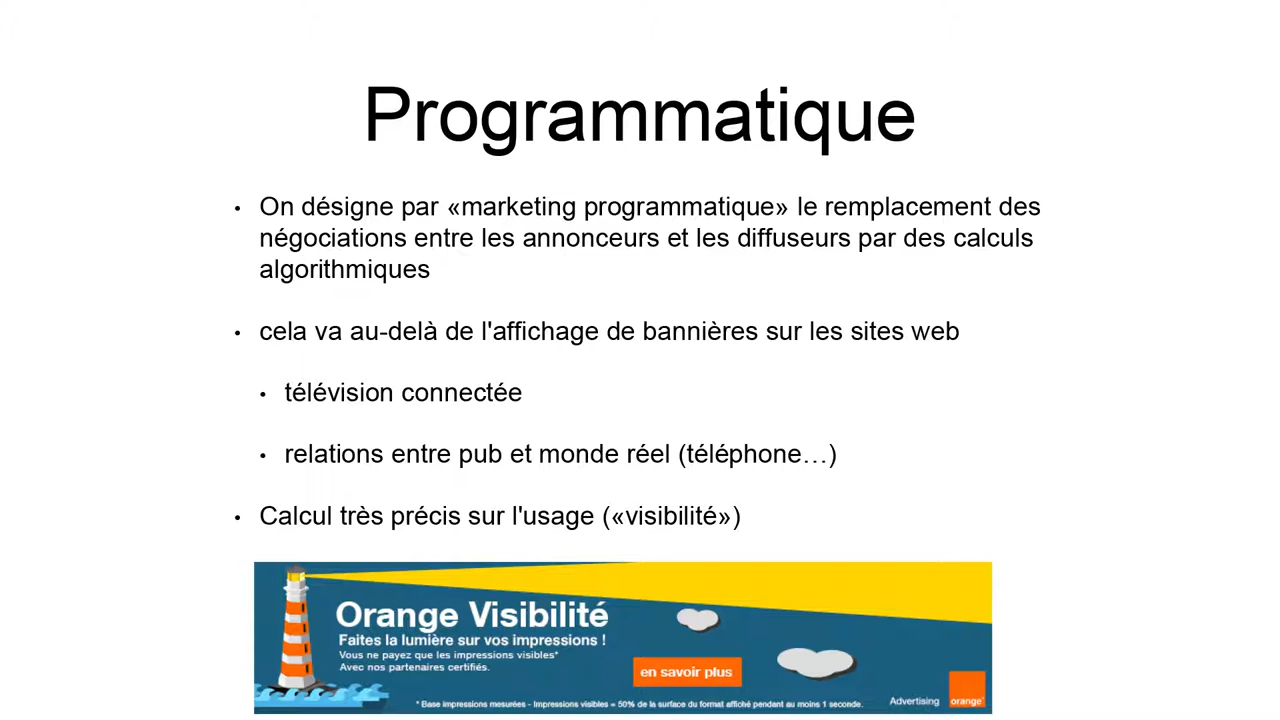 Programmatique
• On désigne par «marketing programmatique» le remplacement des
négociations entre les annonceurs et les diffuseurs par des calculs
algorithmiques
• cela va au-delà de l'affichage de bannières sur les sites web
• télévision connectée
• relations entre pub et monde réel (téléphone…)
• Calcul très précis sur l'usage («visibilité»)
Orange Visibilité
Faites la lumière sur vos impressions !
Vous ne payez que les impressions visibles*
Avec nos partenaires certifiés.
en savoir plus
* Base impressions mesurées - Impressions visibles = 50% de la surface du format affiché pendant au moins 1 seconde.
Advertising
orange™